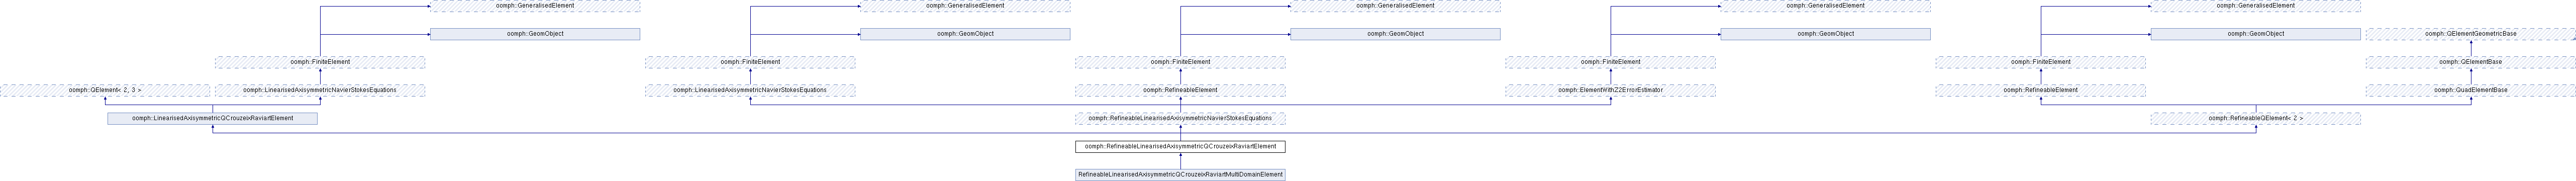 oomph::GeneralisedElement oomph::GeneralisedElement oomph::GeneralisedElement oomph::GeneralisedElement oomph::GeneralisedElement
oomph::GeomObject oomph::GeomObject oomph::GeomObject oomph::GeomObject oomph::GeomObject oomph::QElementGeometricBase
oomph::FiniteElement oomph::FiniteElement oomph::FiniteElement oomph::FiniteElement oomph::FiniteElement oomph::QElementBase
oomph::QElement< 2, 3 > oomph::LinearisedAxisymmetricNavierStokesEquations oomph::LinearisedAxisymmetricNavierStokesEquations oomph::RefineableElement oomph::ElementWithZ2ErrorEstimator oomph::RefineableElement oomph::QuadElementBase
oomph::LinearisedAxisymmetricQCrouzeixRaviartElement oomph::RefineableLinearisedAxisymmetricNavierStokesEquations oomph::RefineableQElement< 2 >
oomph::RefineableLinearisedAxisymmetricQCrouzeixRaviartElement
RefineableLinearisedAxisymmetricQCrouzeixRaviartMultiDomainElement